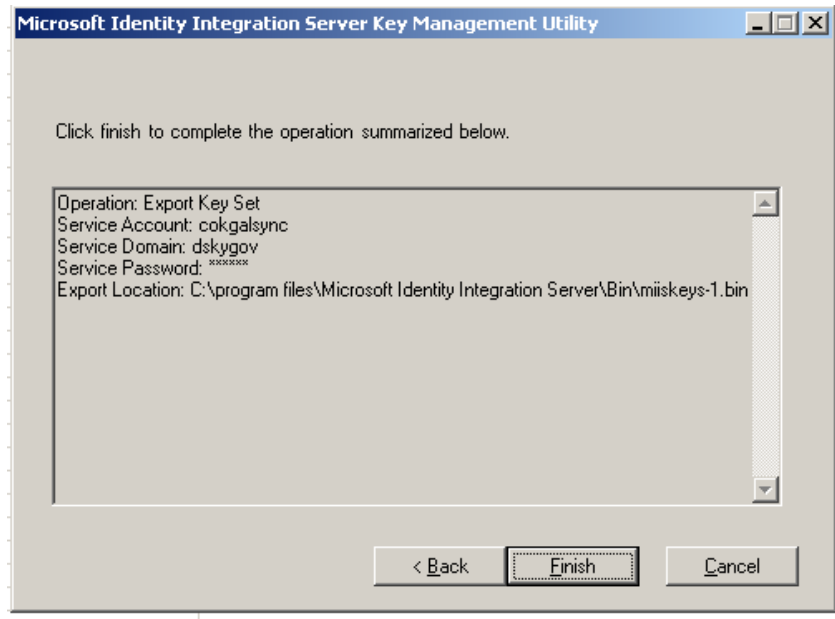 Microsoft Identity Integration Server Key Management Utility
Click finish to complete the operation summarized below.
Operation: Export Key Set
Service Account: cokgalsync
Service Domain: dskygov
Service Password: ******
Export Location: C:\program files\Microsoft Identity Integration Server\Bin\miiskeys-1.bin
< Back Finish Cancel